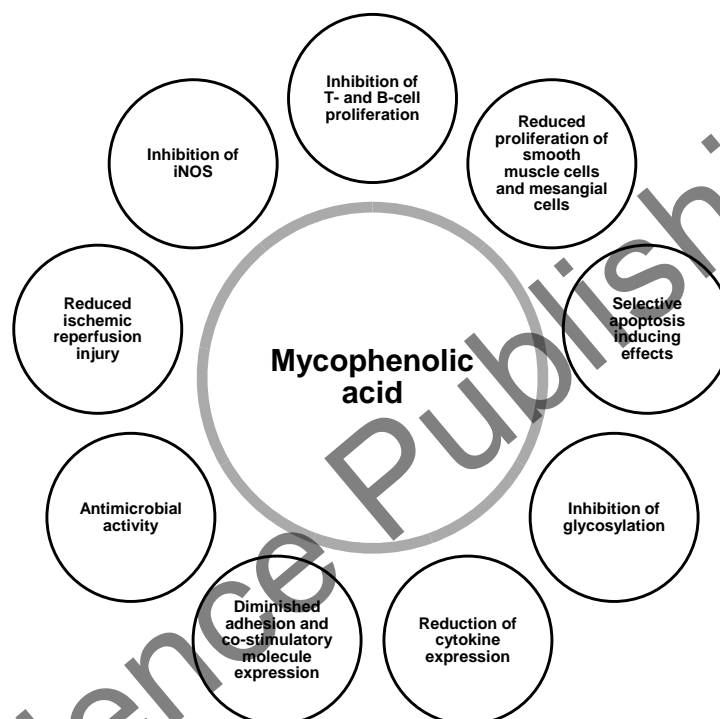 Inhibition of
T- and B-cell
proliferation
Reduced
proliferation of
smooth
muscle cells
and mesangial
cells
Selective
apoptosis
inducing
effects
Inhibition of
glycosylation
Reduction of
cytokine
expression
Diminished
adhesion and
co-stimulatory
molecule
expression
Antimicrobial
activity
Reduced
ischemic
reperfusion
injury
Inhibition of
iNOS
Mycophenolic
acid